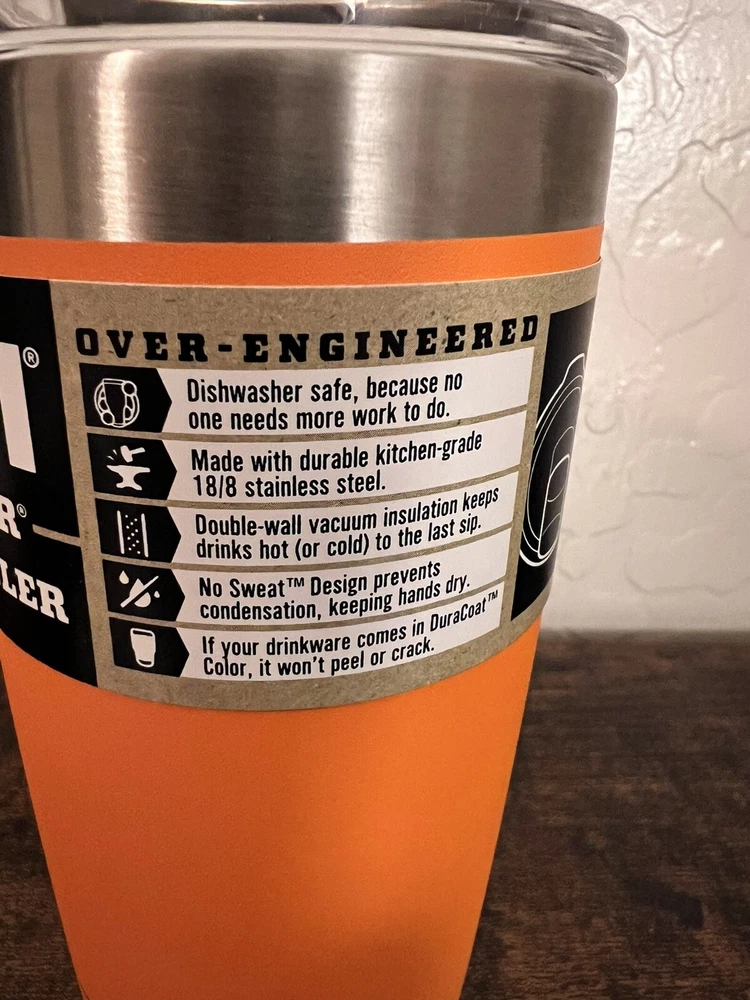 OVER-ENGINEERED
Dishwasher safe, because no
one needs more work to do.
Made with durable kitchen-grade
18/8 stainless steel.
Double-wall vacuum insulation keeps
drinks hot (or cold) to the last sip.
No Sweat™ Design prevents
condensation, keeping hands dry.
If your drinkware comes in DuraCoat™
Color, it won't peel or crack.
®
R®
LER